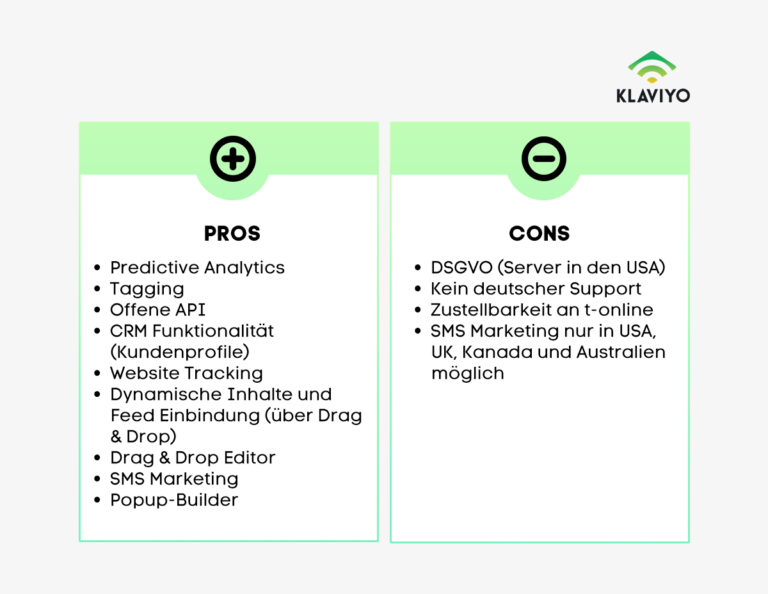 KLAVIYO
PROS
• Predictive Analytics
• Tagging
• Offene API
• CRM Funktionalität
(Kundenprofile)
• Website Tracking
• Dynamische Inhalte und
Feed Einbindung (über Drag
& Drop)
• Drag & Drop Editor
• SMS Marketing
• Popup-Builder
CONS
• DSGVO (Server in den USA)
• Kein deutscher Support
• Zustellbarkeit an t-online
• SMS Marketing nur in USA,
UK, Kanada und Australien
möglich